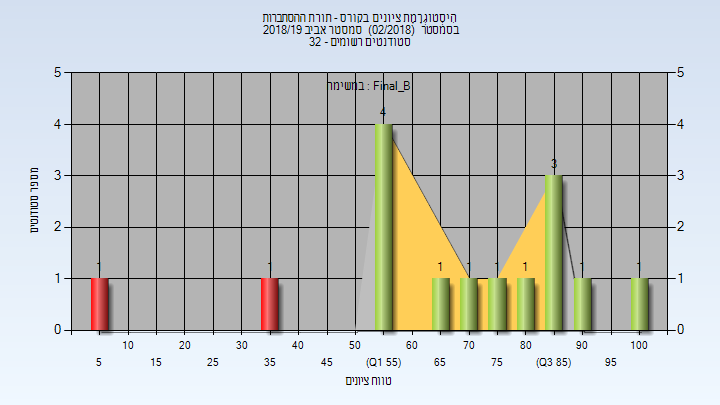 היסטוגרמת ציונים בקורס - תורת ההסתברות
בסמסטר (02/2018) סמסטר אביב 2018/19
סטודנטים רשומים - 32
במשימה : Final_B
מספר סטודנטים
5 5
4 4
3 3
2 2
1 1
0 0
1 1 4 1 1 1 1 3 1 1
10 20 30 40 50 60 70 80 90 100
5 15 25 35 45 (Q1 55) 65 75 (Q3 85) 95
טווח ציונים